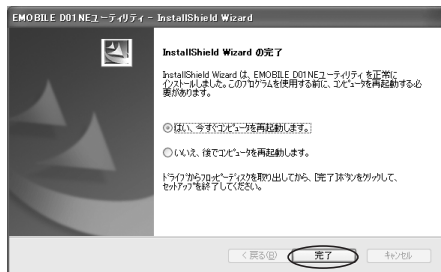 EMOBILE D01NEユーティリティ - InstallShield Wizard
InstallShield Wizard の完了
InstallShield Wizard は、EMOBILE D01NEユーティリティ を正常に
インストールしました。このプログラムを使用する前に、コンピュータを再起動する必
要があります。
はい、今すぐコンピュータを再起動します。
いいえ、後でコンピュータを再起動します。
ドライブからフロッピーディスクを取り出してから、[完了]ボタンをクリックして、
セットアップを終了してください。
< 戻る(B)
完了
キャンセル